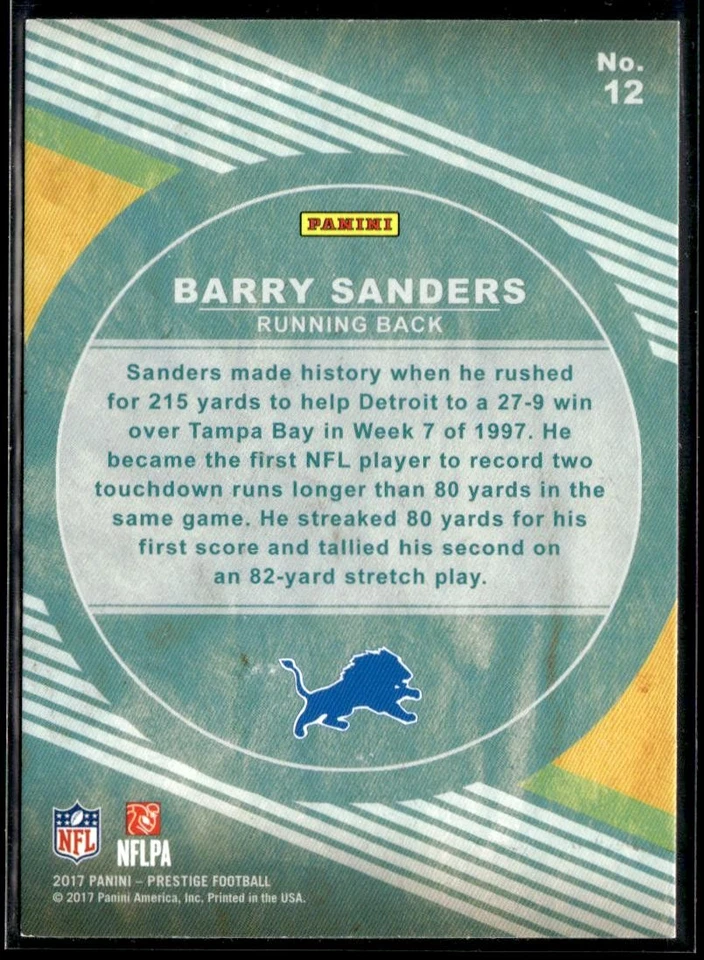 No.
12
PANINI
BARRY SANDERS
RUNNING BACK
Sanders made history when he rushed
for 215 yards to help Detroit to a 27-9 win
over Tampa Bay in Week 7 of 1997. He
became the first NFL player to record two
touchdown runs longer than 80 yards in the
same game. He streaked 80 yards for his
first score and tallied his second on
an 82-yard stretch play.
NFL
NFLPA
2017 PANINI – PRESTIGE FOOTBALL
© 2017 Panini America, Inc. Printed in the USA.